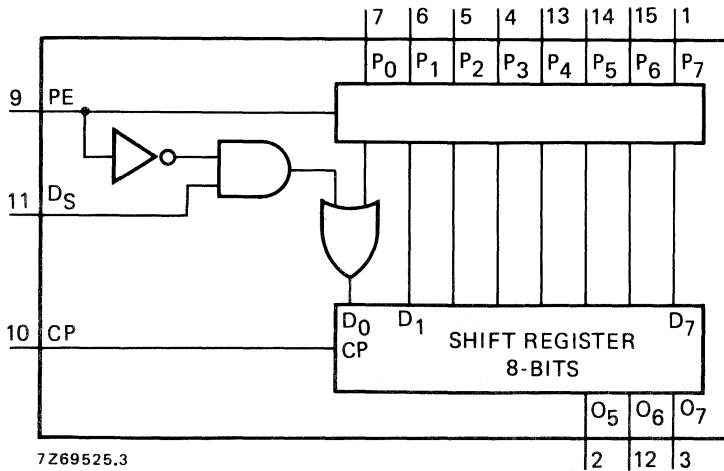 7 6 5 4 13 14 15 1
P0 P1 P2 P3 P4 P5 P6 P7
9 PE
11 DS
D0 D1 D7
SHIFT REGISTER
10 CP CP
8-BITS
O5 O6 O7
2 12 3
7Z69525.3